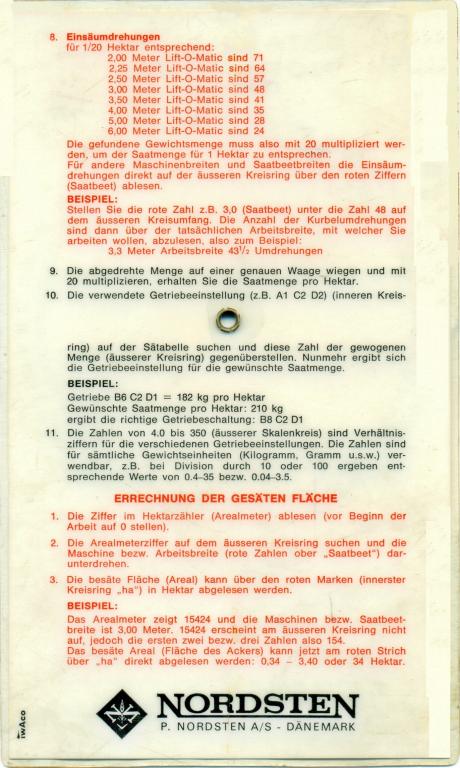 8. Einsäumdrehungen
für 1/20 Hektar entsprechend:
2,00 Meter Lift-O-Matic sind 71
2,25 Meter Lift-O-Matic sind 64
2,50 Meter Lift-O-Matic sind 57
3,00 Meter Lift-O-Matic sind 48
3,50 Meter Lift-O-Matic sind 41
4,00 Meter Lift-O-Matic sind 35
5,00 Meter Lift-O-Matic sind 28
6,00 Meter Lift-O-Matic sind 24
Die gefundene Gewichtsmenge muss also mit 20 multipliziert wer-
den, um der Saatmenge für 1 Hektar zu entsprechen.
Für andere Maschinenbreiten und Saatbeetbreiten die Einsäum-
drehungen direkt auf der äusseren Kreisring über den roten Ziffern
(Saatbeet) ablesen.
BEISPIEL:
Stellen Sie die rote Zahl z.B. 3,0 (Saatbeet) unter die Zahl 48 auf
dem äusseren Kreisumfang. Die Anzahl der Kurbelumdrehungen
sind dann über der tatsächlichen Arbeitsbreite, mit welcher Sie
arbeiten wollen, abzulesen, also zum Beispiel:
3,3 Meter Arbeitsbreite 43½ Umdrehungen
9. Die abgedrehte Menge auf einer genauen Waage wiegen und mit
20 multiplizieren, erhalten Sie die Saatmenge pro Hektar.
10. Die verwendete Getriebeeinstellung (z.B. A1 C2 D2) (inneren Kreis-
ring) auf der Sätabelle suchen und diese Zahl der gewogenen
Menge (äusserer Kreisring) gegenüberstellen. Nunmehr ergibt sich
die Getriebeeinstellung für die gewünschte Saatmenge.
BEISPIEL:
Getriebe B6 C2 D1 = 182 kg pro Hektar
Gewünschte Saatmenge pro Hektar: 210 kg
ergibt die richtige Getriebeschaltung: B8 C2 D1
11. Die Zahlen von 4.0 bis 350 (äusserer Skalenkreis) sind Verhältnis-
ziffern für die verschiedenen Getriebeeinstellungen. Die Zahlen sind
für sämtliche Gewichtseinheiten (Kilogramm, Gramm u.s.w.) ver-
wendbar, z.B. bei Division durch 10 oder 100 ergeben ent-
sprechende Werte von 0.4–35 bezw. 0.04–3.5.
ERRECHNUNG DER GESÄTEN FLÄCHE
1. Die Ziffer im Hektarzähler (Arealmeter) ablesen (vor Beginn der
Arbeit auf 0 stellen).
2. Die Arealmeterziffer auf dem äusseren Kreisring suchen und die
Maschine bezw. Arbeitsbreite (rote Zahlen ober „Saatbeet") dar-
unterdrehen.
3. Die besäte Fläche (Areal) kann über den roten Marken (innerster
Kreisring „ha") in Hektar abgelesen werden.
BEISPIEL:
Das Arealmeter zeigt 15424 und die Maschinen bezw. Saatbeet-
breite ist 3,00 Meter. 15424 erscheint am äusseren Kreisring nicht
auf, jedoch die ersten zwei bezw. drei Zahlen also 154.
Das besäte Areal (Fläche des Ackers) kann jetzt am roten Strich
über „ha" direkt abgelesen werden: 0,34 – 3,40 oder 34 Hektar.
NORDSTEN
P. NORDSTEN A/S - DÄNEMARK
iwAco